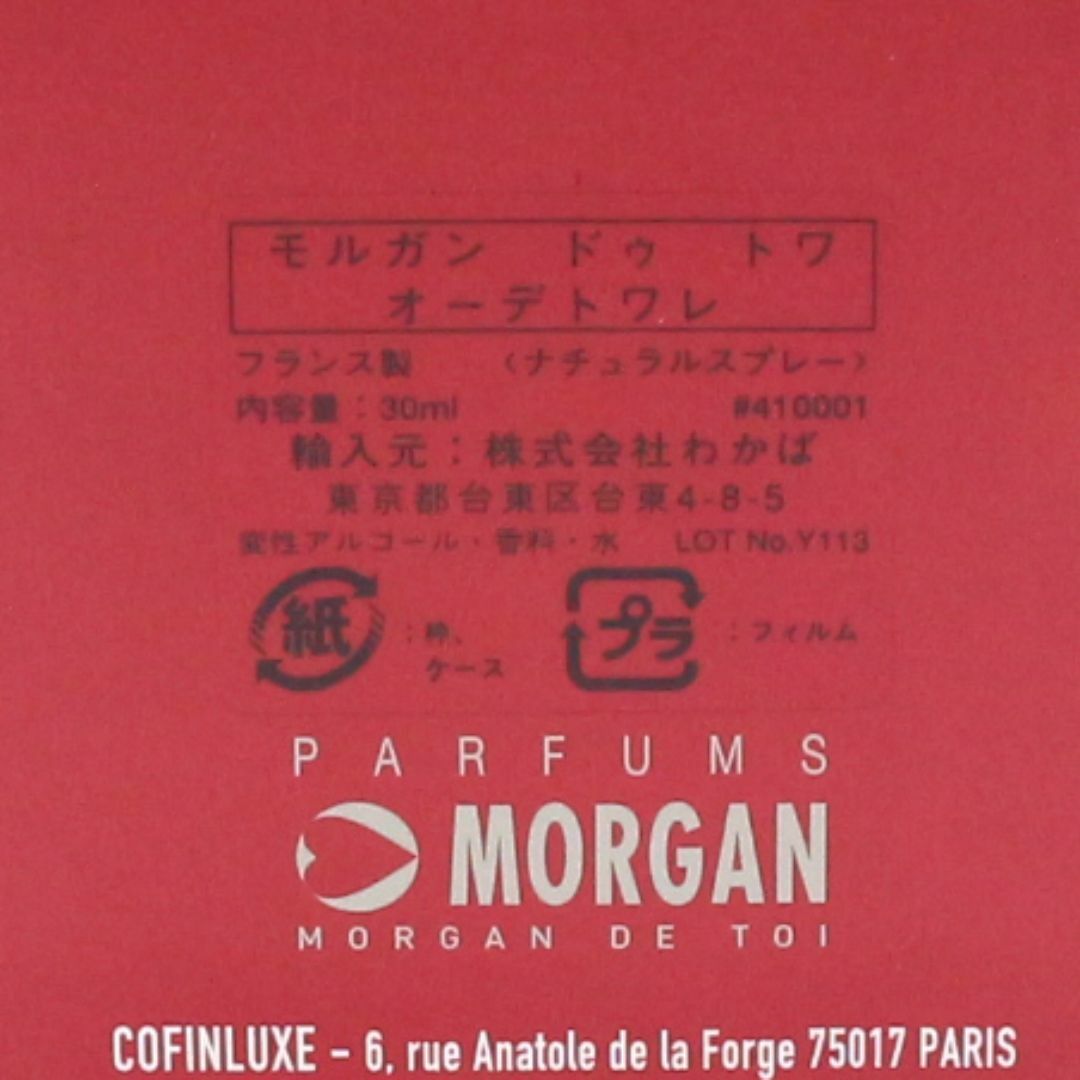 モルガン ドゥ トワ
オーデトワレ
フランス製 〈ナチュラルスプレー〉
内容量：30ml #410001
輸入元：株式会社わかば
東京都台東区台東4-8-5
変性アルコール・香料・水 LOT No.Y113
紙 ：枠、
ケース
プラ ：フィルム
PARFUMS
MORGAN
MORGAN DE TOI
COFINLUXE – 6, rue Anatole de la Forge 75017 PARIS